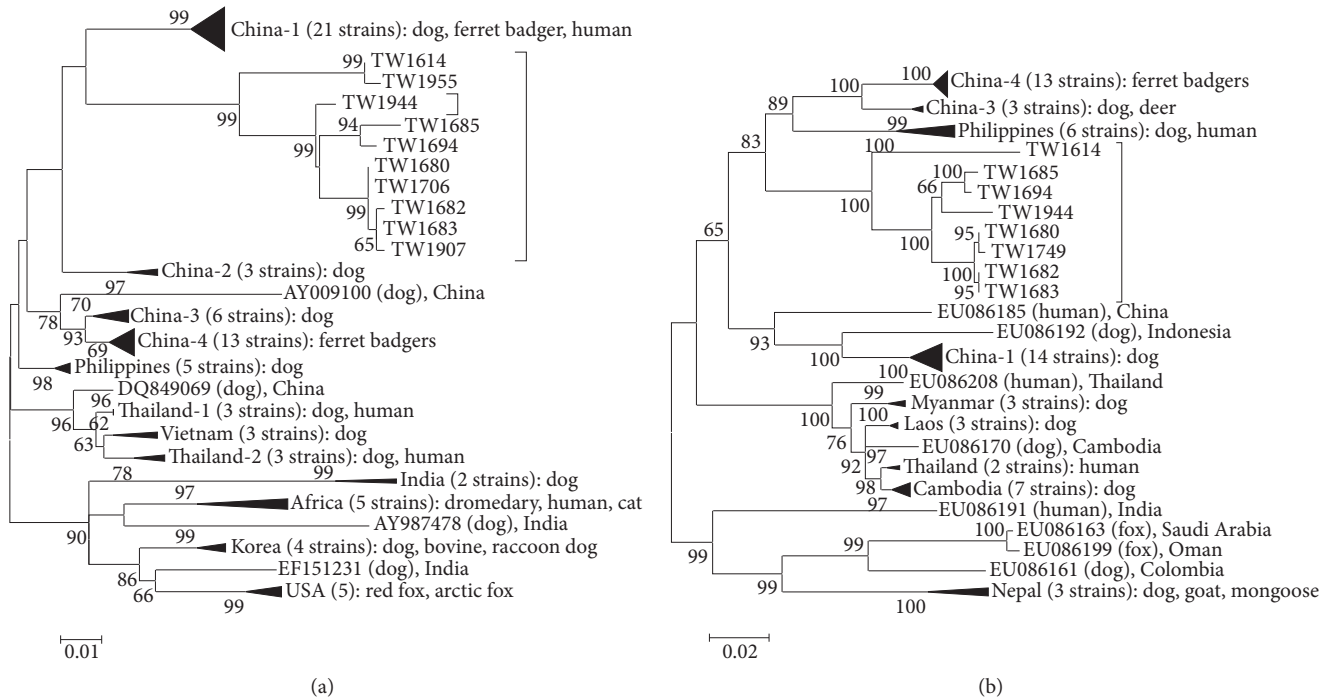 99
China-1 (21 strains): dog, ferret badger, human
99
TW1614
TW1955
TW1944
99
94
TW1685
TW1694
99
TW1680
TW1706
99
TW1682
TW1683
65
TW1907
China-2 (3 strains): dog
97
AY009100 (dog), China
70
China-3 (6 strains): dog
78
93
China-4 (13 strains): ferret badgers
69
Philippines (5 strains): dog
98
DQ849069 (dog), China
96
Thailand-1 (3 strains): dog, human
96
62
Vietnam (3 strains): dog
63
Thailand-2 (3 strains): dog, human
78
99
India (2 strains): dog
97
Africa (5 strains): dromedary, human, cat
AY987478 (dog), India
90
99
Korea (4 strains): dog, bovine, raccoon dog
EF151231 (dog), India
86
66
USA (5): red fox, arctic fox
99
0.01
(a)
100
China-4 (13 strains): ferret badgers
100
89
China-3 (3 strains): dog, deer
99
Philippines (6 strains): dog, human
83
100
TW1614
100
TW1685
66
TW1694
100
TW1944
65
100
95
TW1680
TW1749
100
TW1682
95
TW1683
EU086185 (human), China
EU086192 (dog), Indonesia
93
100
China-1 (14 strains): dog
100
EU086208 (human), Thailand
99
Myanmar (3 strains): dog
100
100
Laos (3 strains): dog
76
EU086170 (dog), Cambodia
97
92
Thailand (2 strains): human
98
Cambodia (7 strains): dog
97
EU086191 (human), India
100
EU086163 (fox), Saudi Arabia
99
99
EU086199 (fox), Oman
99
EU086161 (dog), Colombia
Nepal (3 strains): dog, goat, mongoose
100
0.02
(b)